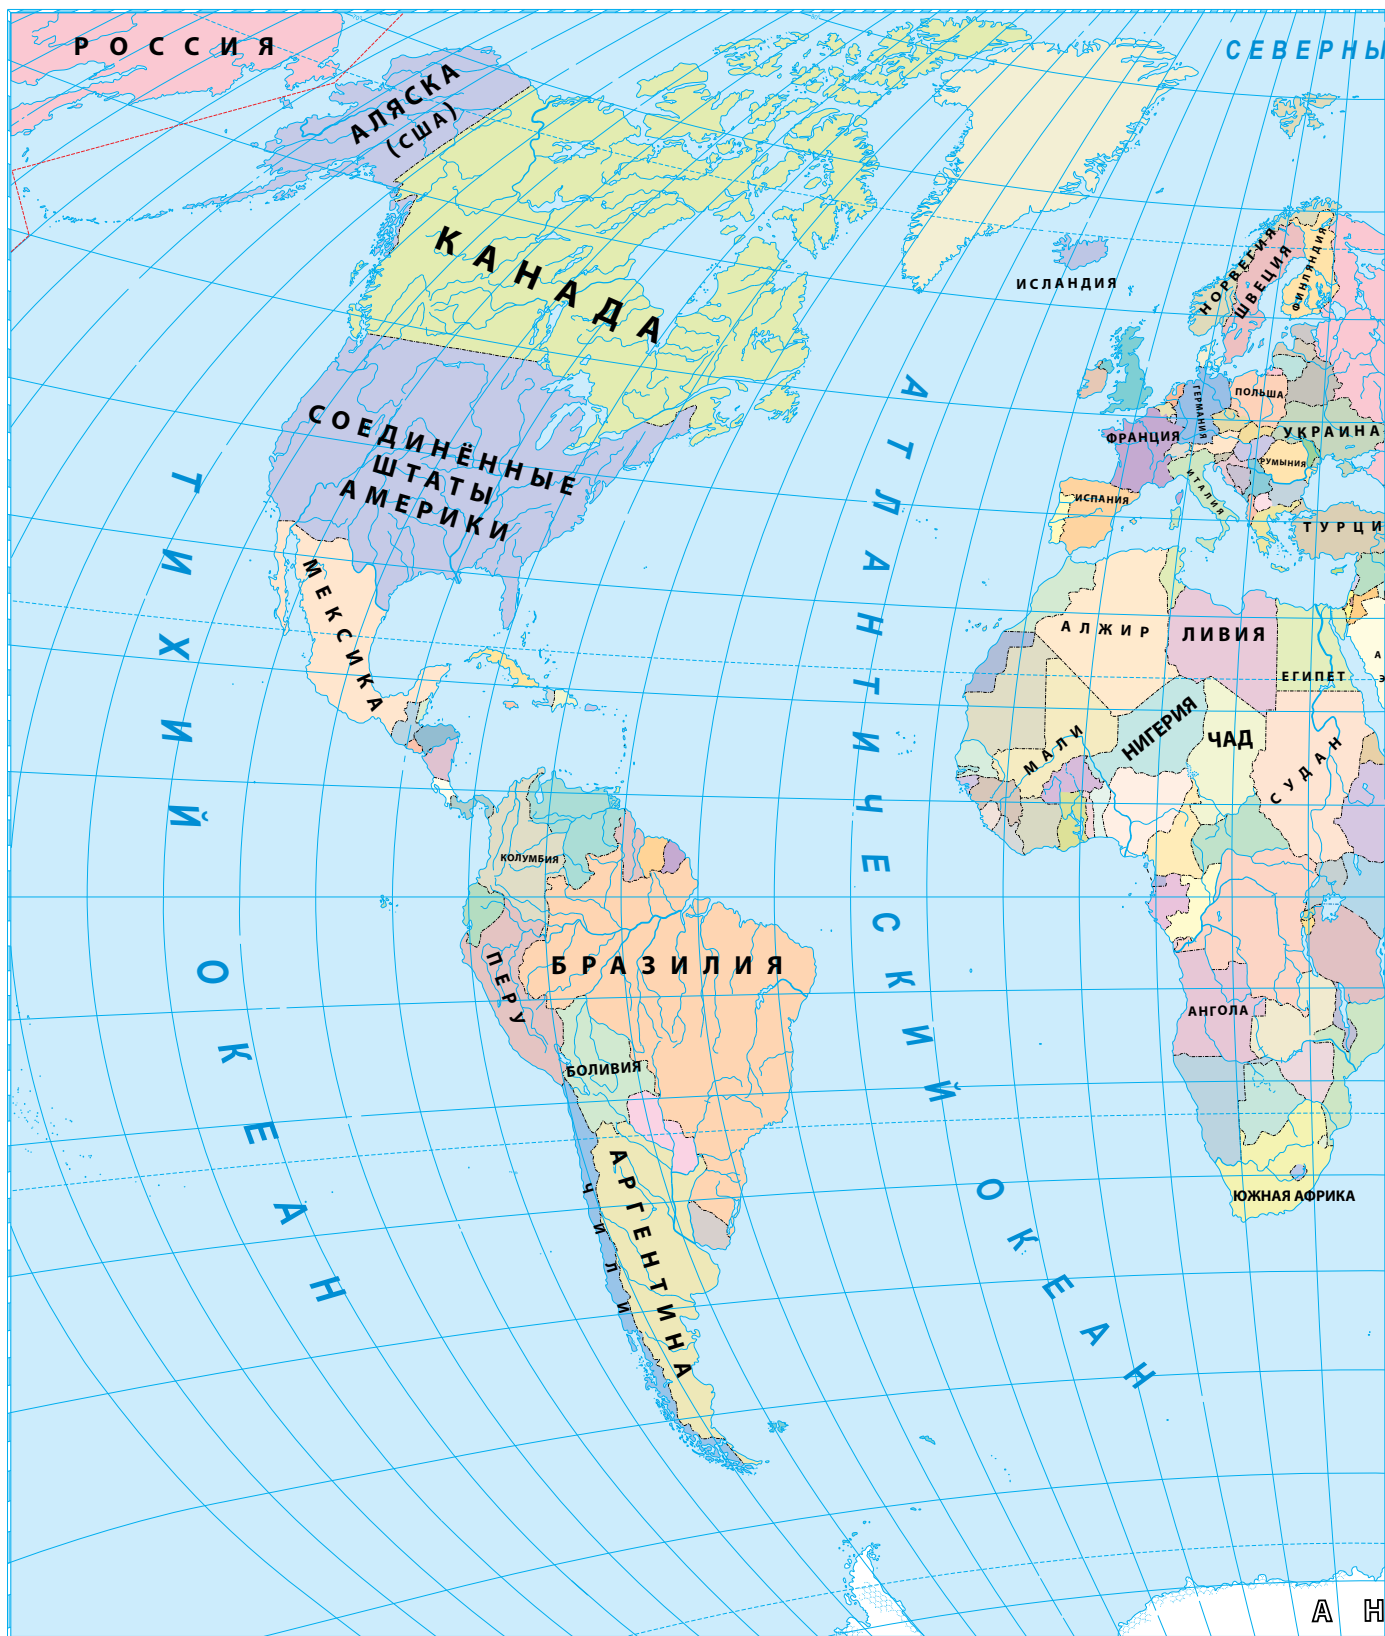 РОССИЯ
СЕВЕРНЫ
АЛЯСКА
(США)
КАНАДА
ИСЛАНДИЯ
НОРВЕГИЯ
ШВЕЦИЯ
ФИНЛЯНДИЯ
СОЕДИНЁННЫЕ
ШТАТЫ
АМЕРИКИ
ГЕРМАНИЯ
ПОЛЬША
ФРАНЦИЯ
УКРАИНА
РУМЫНИЯ
ИТАЛИЯ
ИСПАНИЯ
ТУРЦИ
МЕКСИКА
ТИХИЙ ОКЕАН
АТЛАНТИЧЕСКИЙ ОКЕАН
АЛЖИР
ЛИВИЯ
ЕГИПЕТ
А
Э
МАЛИ
НИГЕРИЯ
ЧАД
СУДАН
КОЛУМБИЯ
БРАЗИЛИЯ
ПЕРУ
АНГОЛА
БОЛИВИЯ
АРГЕНТИНА
ЧИЛИ
ЮЖНАЯ АФРИКА
А Н